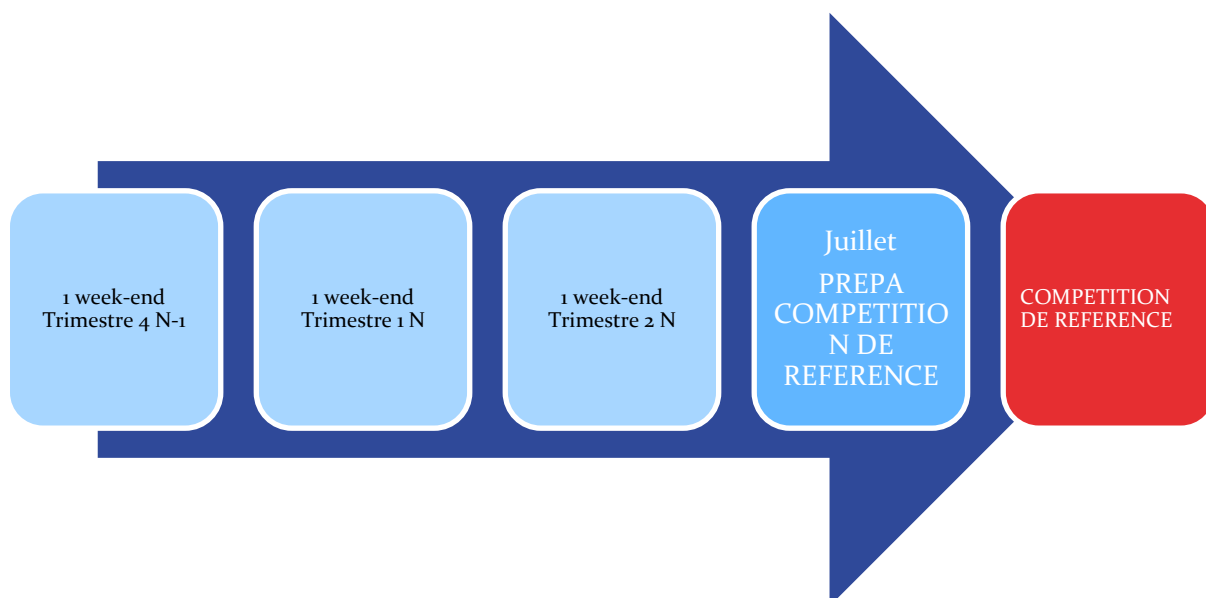 1 week-end
Trimestre 4 N-1
1 week-end
Trimestre 1 N
1 week-end
Trimestre 2 N
Juillet
PREPA
COMPETITIO
N DE
REFERENCE
COMPETITION
DE REFERENCE